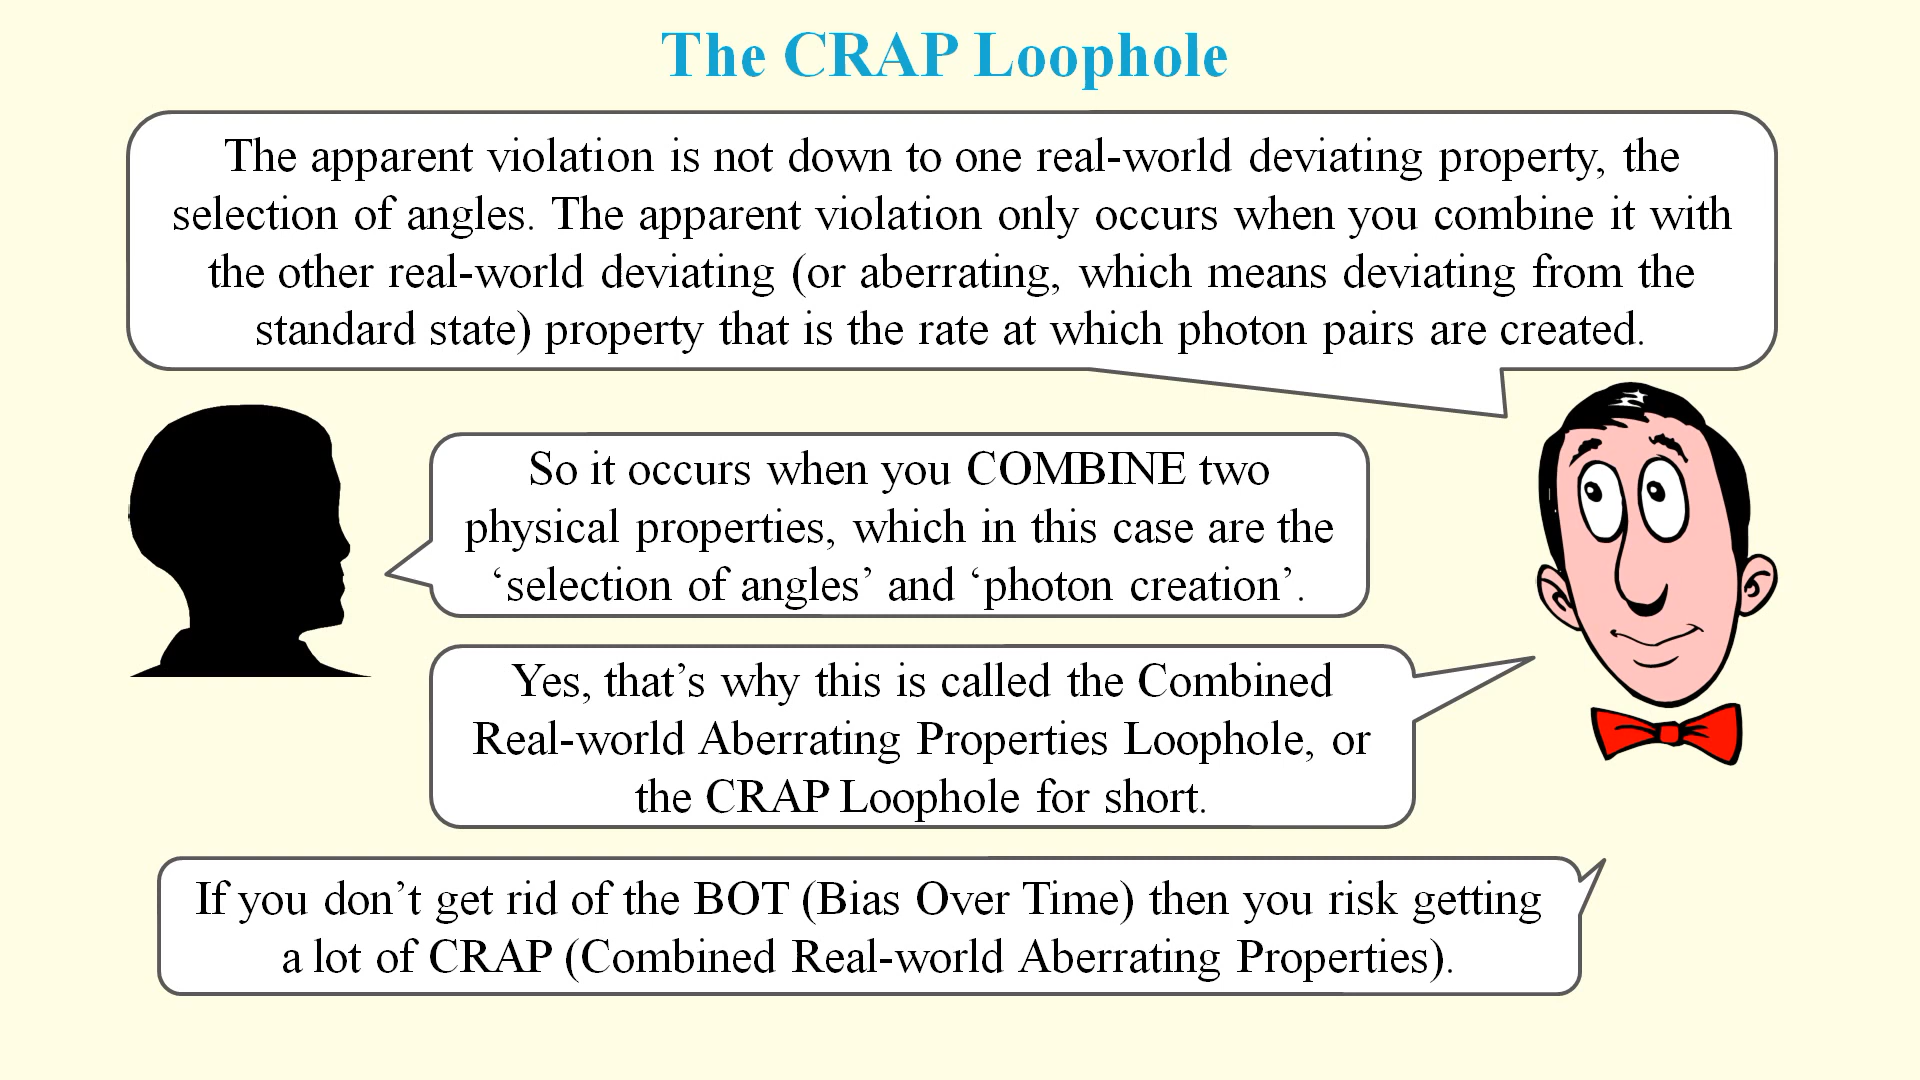 The CRAP Loophole
The apparent violation is not down to one real-world deviating property, the
selection of angles. The apparent violation only occurs when you combine it with
the other real-world deviating (or aberrating, which means deviating from the
standard state) property that is the rate at which photon pairs are created.
So it occurs when you COMBINE two
physical properties, which in this case are the
‘selection of angles’ and ‘photon creation’.
Yes, that’s why this is called the Combined
Real-world Aberrating Properties Loophole, or
the CRAP Loophole for short.
If you don’t get rid of the BOT (Bias Over Time) then you risk getting
a lot of CRAP (Combined Real-world Aberrating Properties).